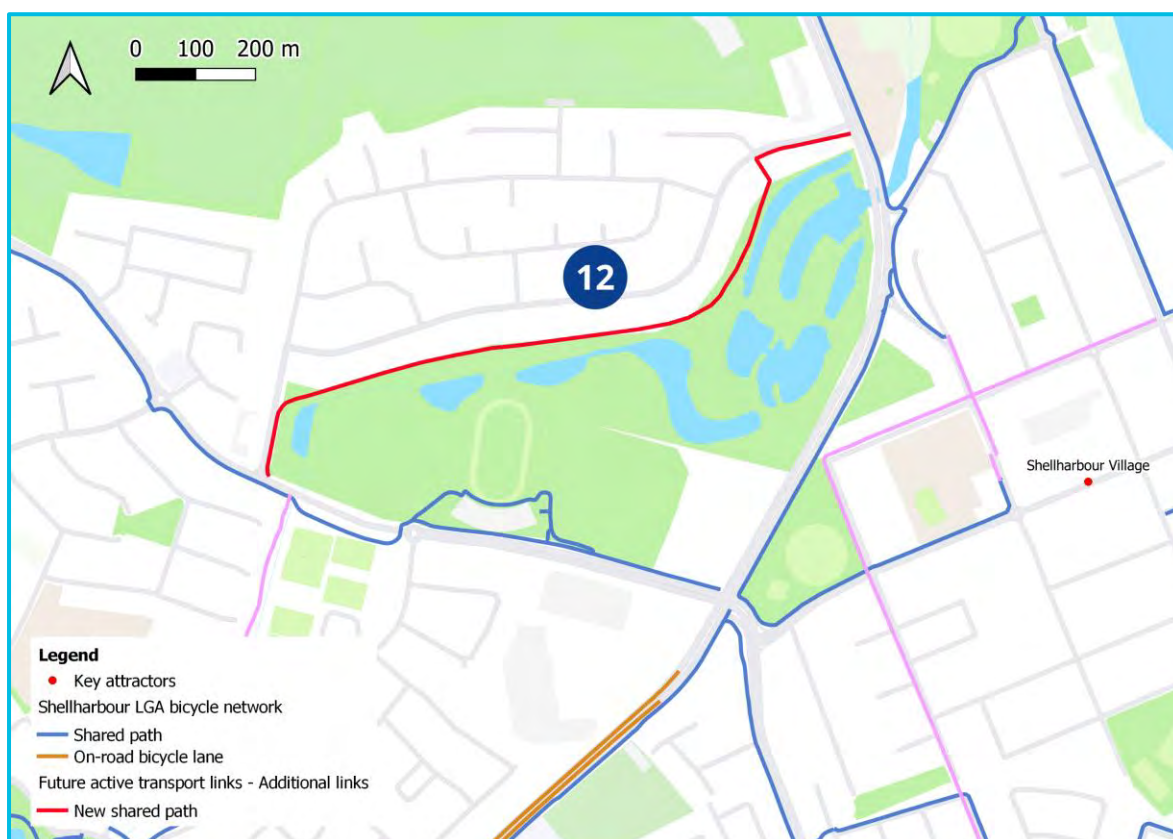 0 100 200 m
12
Shellharbour Village
Legend
Key attractors
Shellharbour LGA bicycle network
Shared path
On-road bicycle lane
Future active transport links - Additional links
New shared path